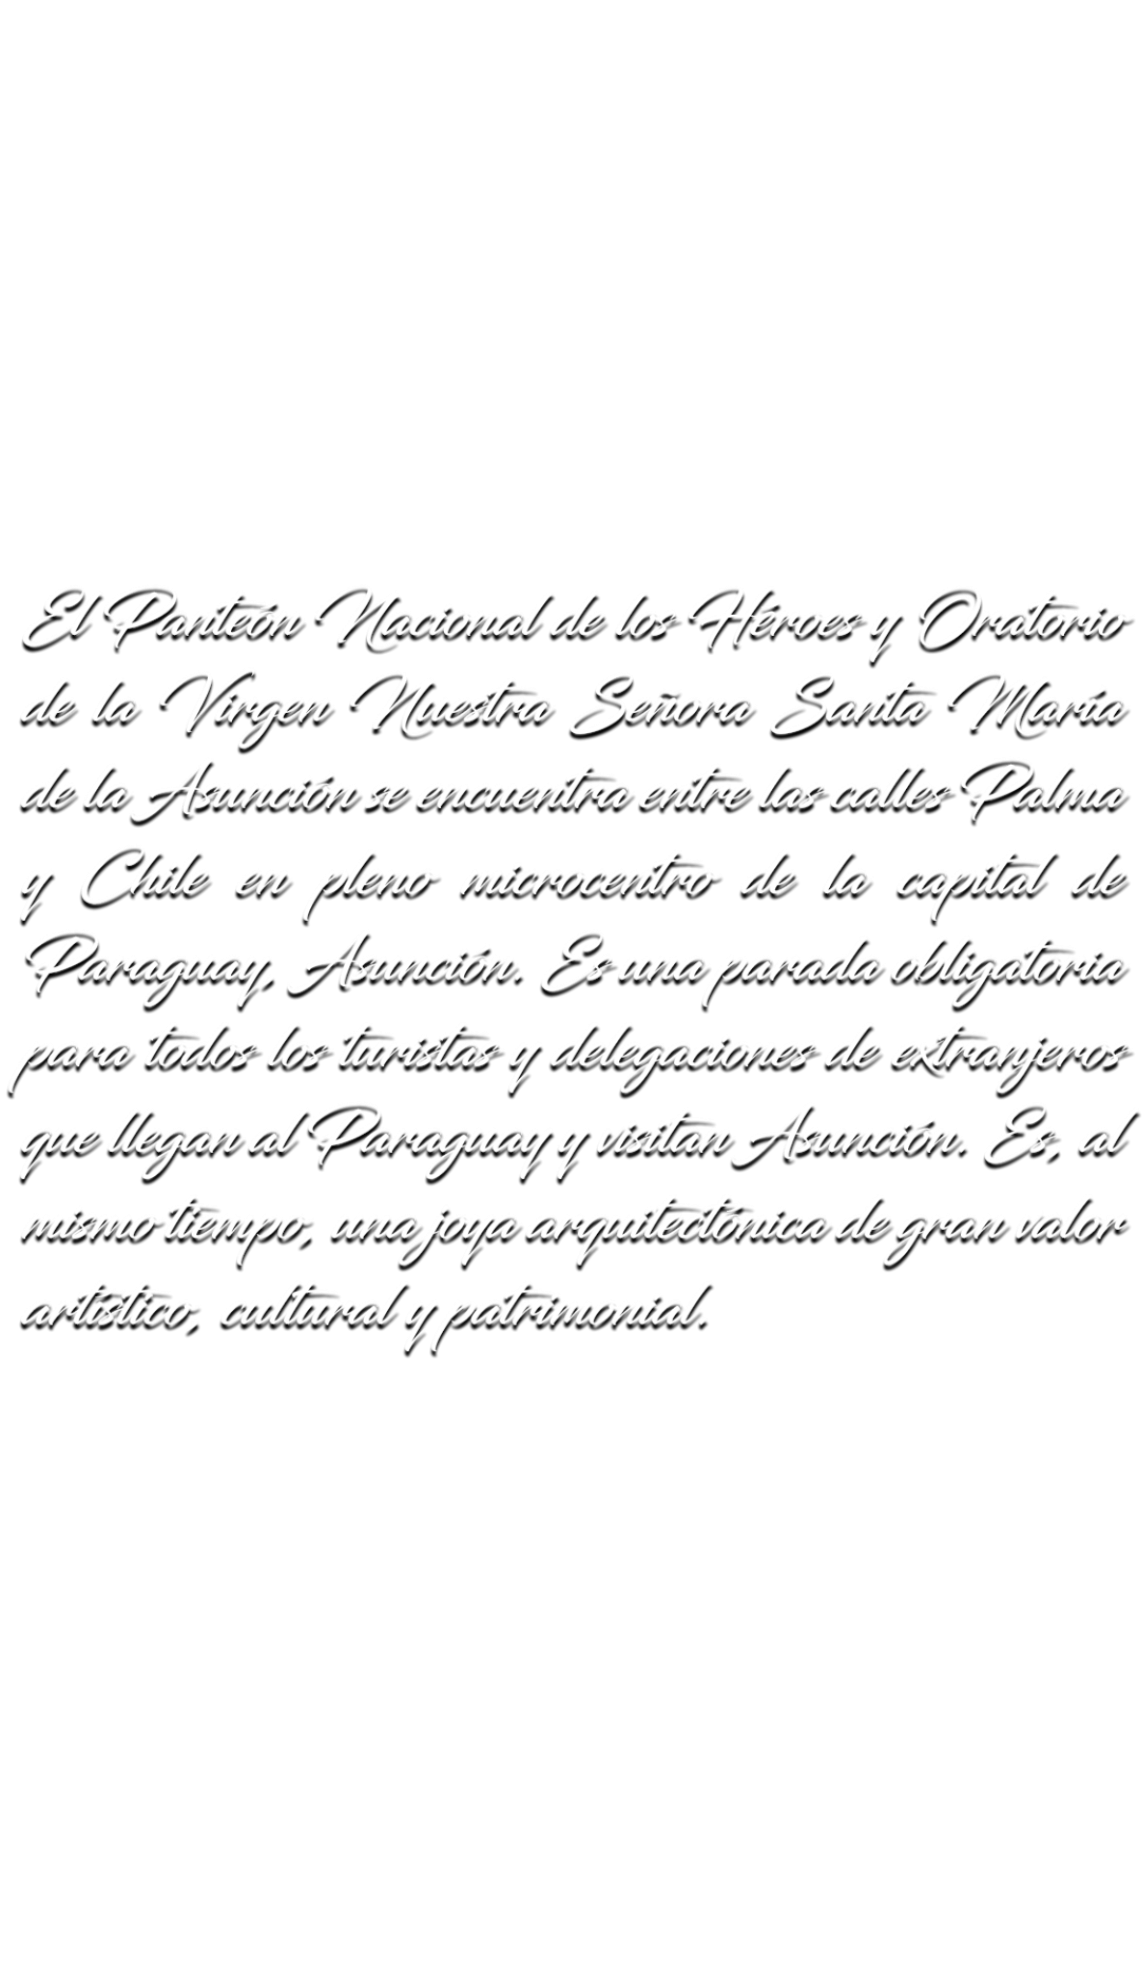 El Panteón Nacional de los Héroes y Oratorio
de la Virgen Nuestra Señora Santa María
de la Asunción se encuentra entre las calles Palma
y Chile en pleno microcentro de la capital de
Paraguay, Asunción. Es una parada obligatoria
para todos los turistas y delegaciones de extranjeros
que llegan al Paraguay y visitan Asunción. Es, al
mismo tiempo, una joya arquitectónica de gran valor
artístico, cultural y patrimonial.